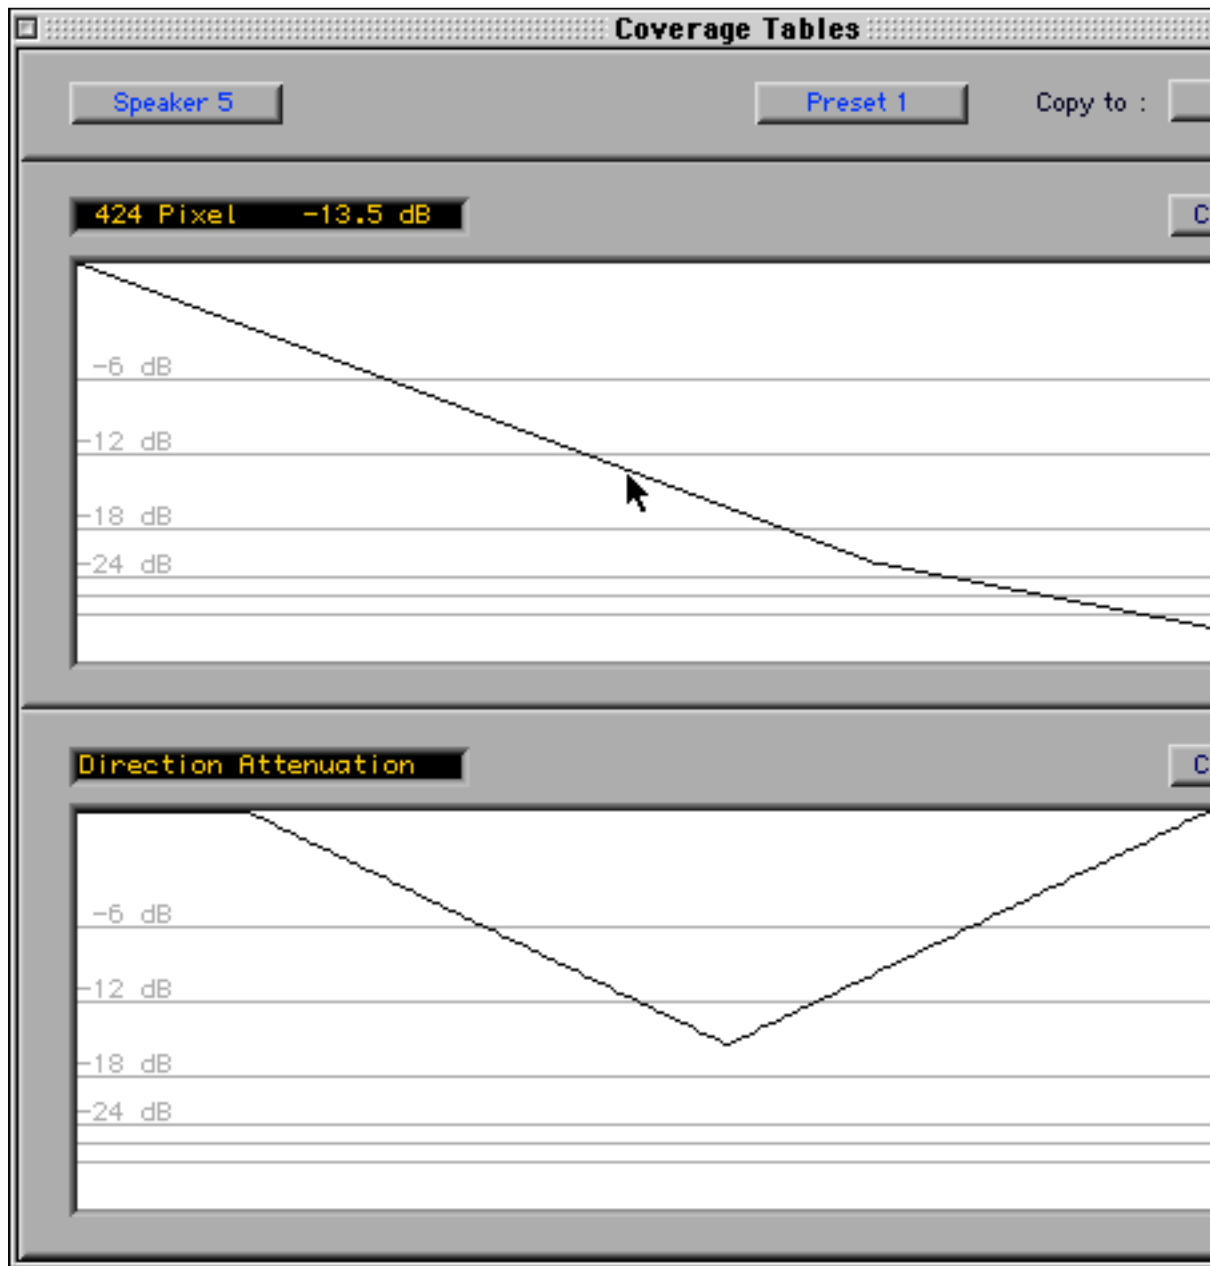 Coverage Tables
Speaker 5 Preset 1 Copy to :
424 Pixel -13.5 dB
-6 dB
-12 dB
-18 dB
-24 dB
Direction Attenuation
-6 dB
-12 dB
-18 dB
-24 dB